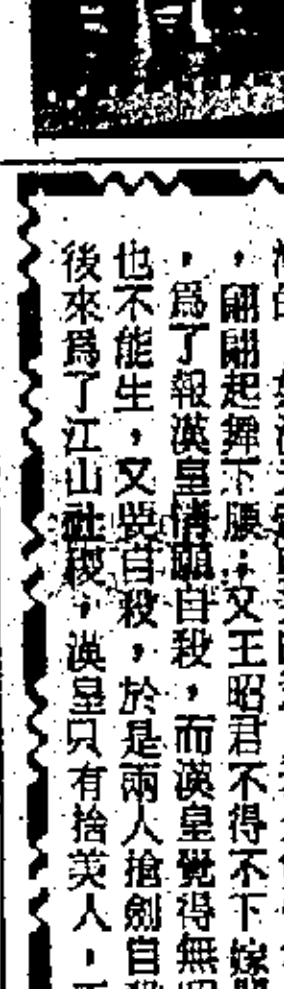 ，翩翩起舞下腰；又王昭君不得不下嫁
，爲了報漢皇情願自殺，而漢皇覺得無
也不能生，又要自殺，於是兩人搶劍自
後來爲了江山社稷，漢皇只有捨美人，